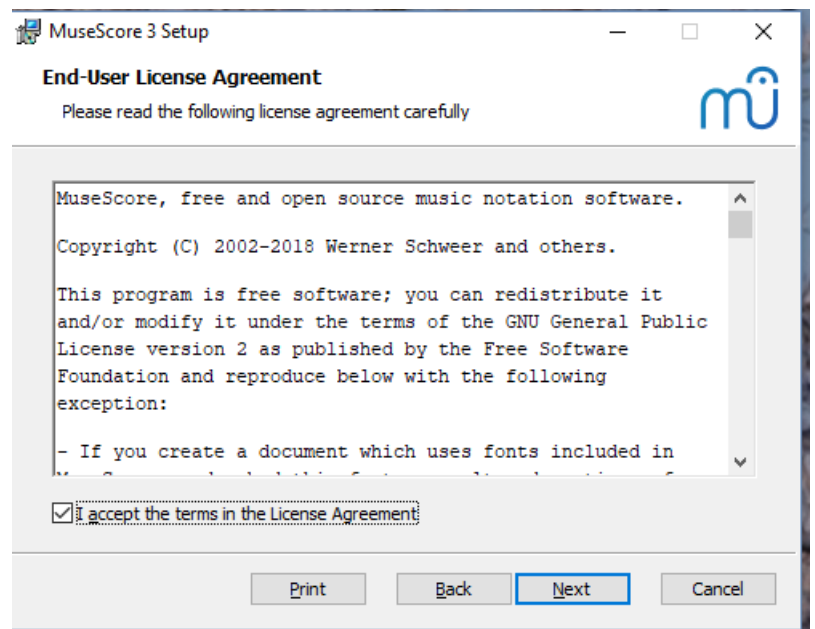 MuseScore 3 Setup
End-User License Agreement
Please read the following license agreement carefully
MuseScore, free and open source music notation software.
Copyright (C) 2002-2018 Werner Schweer and others.
This program is free software; you can redistribute it
and/or modify it under the terms of the GNU General Public
License version 2 as published by the Free Software
Foundation and reproduce below with the following
exception:
- If you create a document which uses fonts included in
I accept the terms in the License Agreement
Print Back Next Cancel